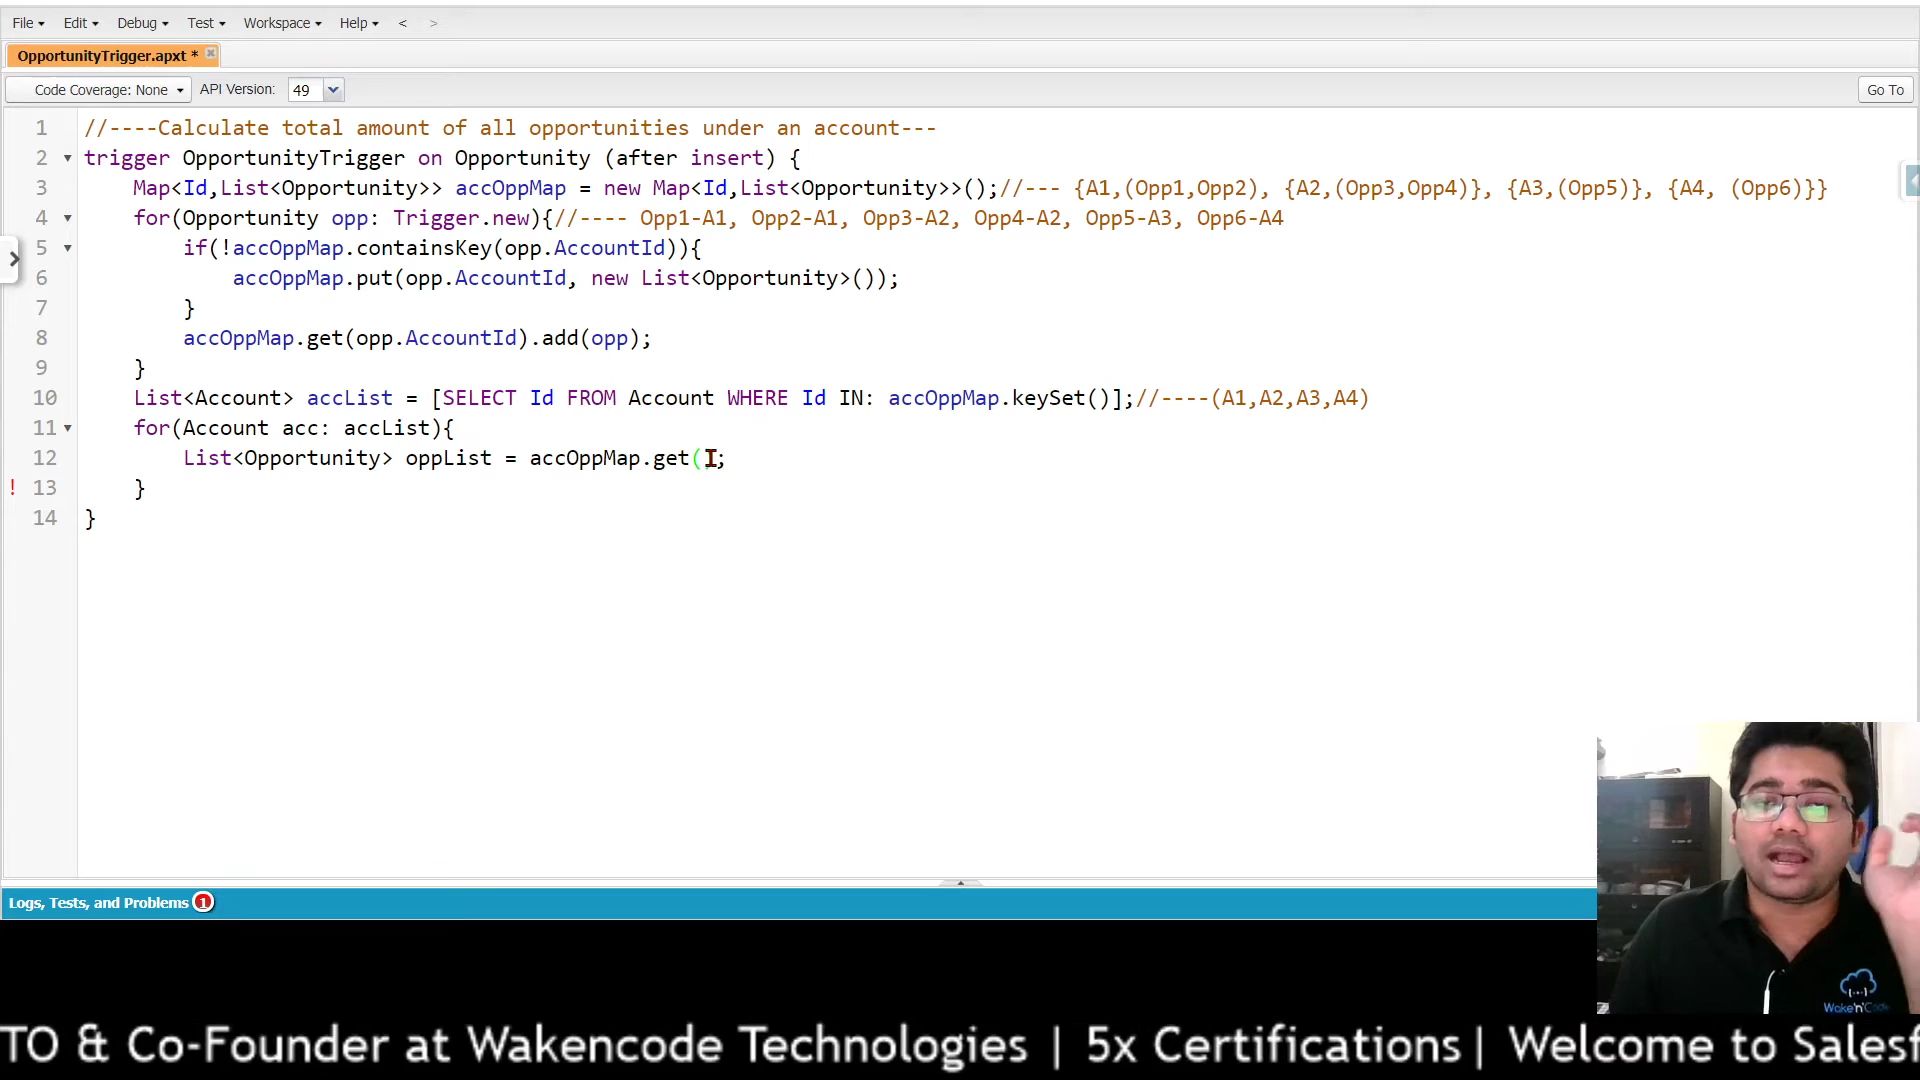 File Edit Debug Test Workspace Help < >
OpportunityTrigger.apxt *
Code Coverage: None API Version: 49 Go To
1 //----Calculate total amount of all opportunities under an account---
2 trigger OpportunityTrigger on Opportunity (after insert) {
3 Map<Id,List<Opportunity>> accOppMap = new Map<Id,List<Opportunity>>();//--- {A1,(Opp1,Opp2), {A2,(Opp3,Opp4)}, {A3,(Opp5)}, {A4, (Opp6)}}
4 for(Opportunity opp: Trigger.new){//---- Opp1-A1, Opp2-A1, Opp3-A2, Opp4-A2, Opp5-A3, Opp6-A4
5 if(!accOppMap.containsKey(opp.AccountId)){
6 accOppMap.put(opp.AccountId, new List<Opportunity>());
7 }
8 accOppMap.get(opp.AccountId).add(opp);
9 }
10 List<Account> accList = [SELECT Id FROM Account WHERE Id IN: accOppMap.keySet()];//----(A1,A2,A3,A4)
11 for(Account acc: accList){
12 List<Opportunity> oppList = accOppMap.get(;
! 13 }
14 }
Logs, Tests, and Problems 1
Wake'n'Code
TO & Co-Founder at Wakencode Technologies | 5x Certifications| Welcome to Salesf